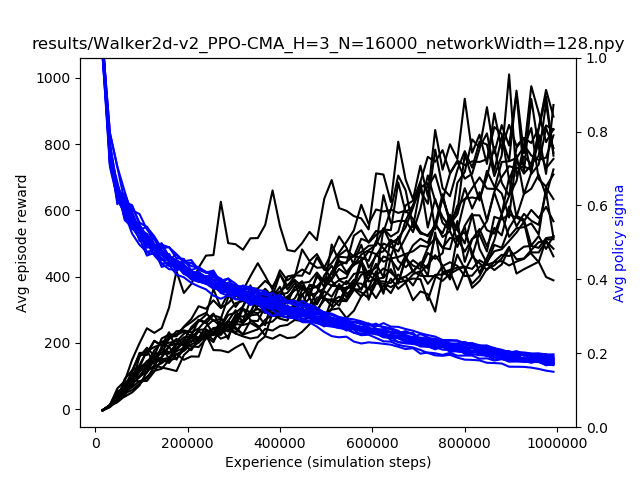 results/Walker2d-v2_PPO-CMA_H=3_N=16000_networkWidth=128.npy
1000
800
600
400
200
0
Avg episode reward
1.0
0.8
0.6
0.4
0.2
0.0
Avg policy sigma
0 200000 400000 600000 800000 1000000
Experience (simulation steps)